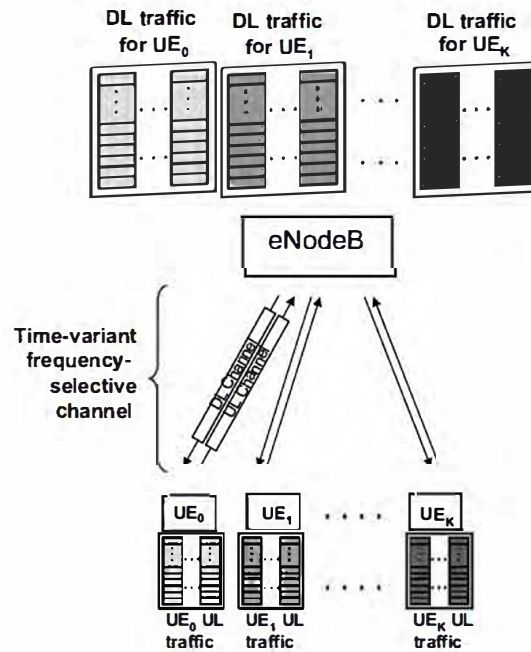 DL traffic
for UE0
DL traffic
for UE1
DL traffic
for UEK
eNodeB
Time-variant
frequency-
selective
channel
DL Channel
UL Channel
UE0
UE1
UEK
UE0 UL
traffic
UE1 UL
traffic
UEK UL
traffic